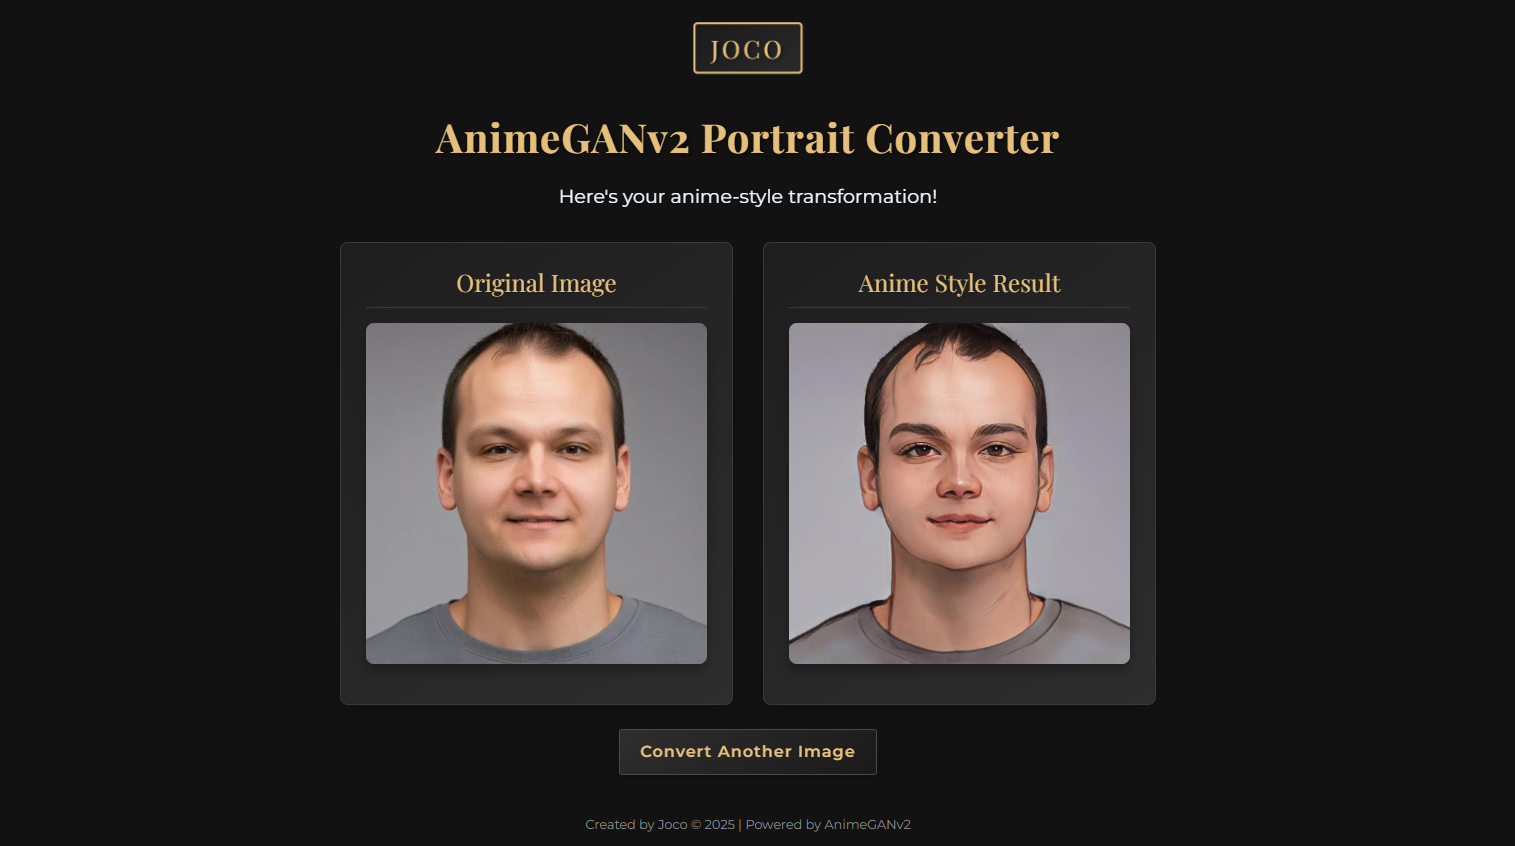 JOCO
AnimeGANv2 Portrait Converter
Here's your anime-style transformation!
Original Image
Anime Style Result
Convert Another Image
Created by Joco © 2025 | Powered by AnimeGANv2